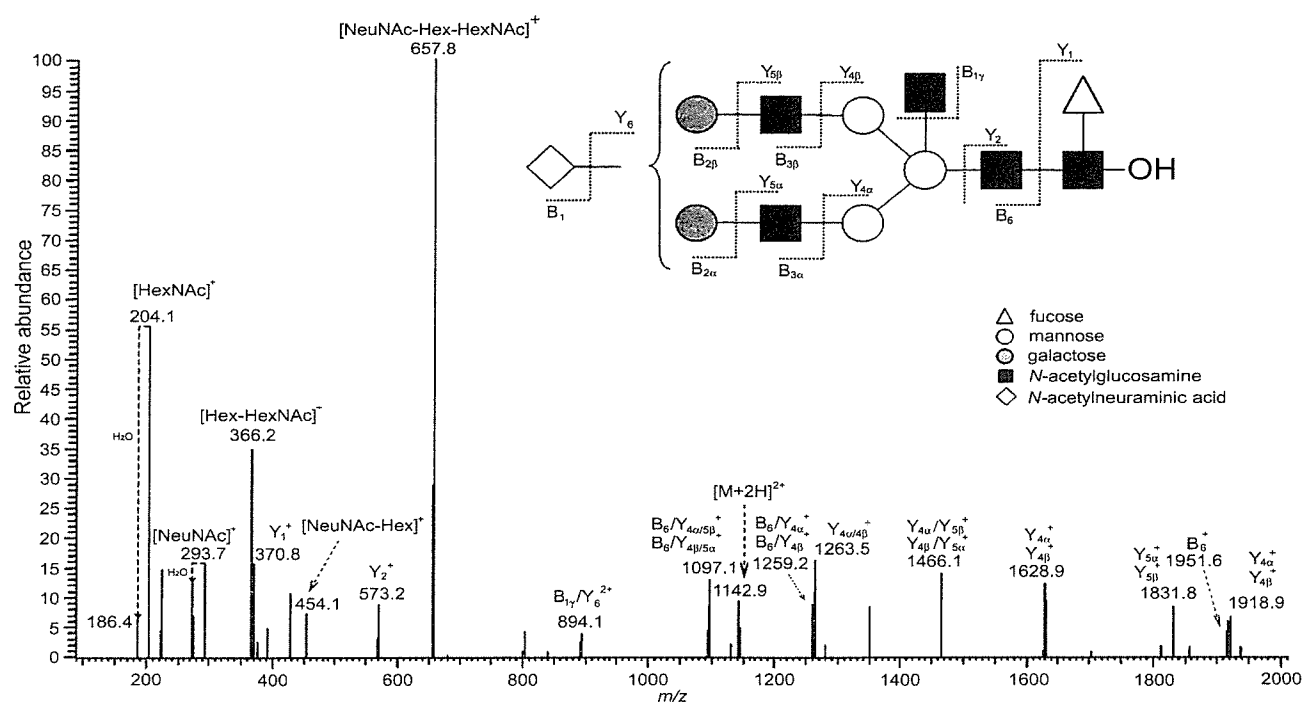 [NeuNAc-Hex-HexNAc]+
657.8
100
95
90
85
80
75
70
65
60
55
50
45
40
35
30
25
20
15
10
5
0
Relative abundance
[HexNAc]+
204.1
H₂O
186.4
[NeuNAc]+
293.7
H₂O
[Hex-HexNAc]+
366.2
Y1+
370.8
[NeuNAc-Hex]+
454.1
Y2+
573.2
B1γ/Y6 2+
894.1
B6/Y4α/5β+
B6/Y4β/5α+
1097.1
[M+2H]2+
1142.9
B6/Y4α+
B6/Y4β+
1259.2
Y4α/4β+
1263.5
Y4α/Y5β+
Y4β/Y5α+
1466.1
Y4α+
Y4β+
1628.9
Y5α+
Y5β+
1831.8
B6+
1951.6
Y4α+
Y4β+
1918.9
200 400 600 800 1000 1200 1400 1600 1800 2000
m/z
Y6
B1
Y5β
Y4β
B2β
B3β
Y5α
Y4α
B2α
B3α
B1γ
Y2
B6
Y1
OH
fucose
mannose
galactose
N-acetylglucosamine
N-acetylneuraminic acid